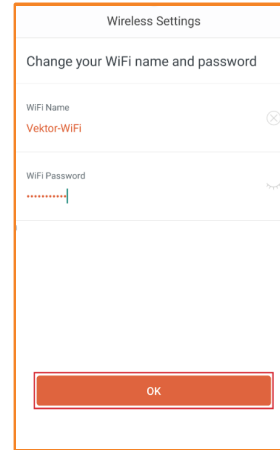 Wireless Settings
Change your WiFi name and password
WiFi Name
Vektor-WiFi
WiFi Password
•••••••••••
OK